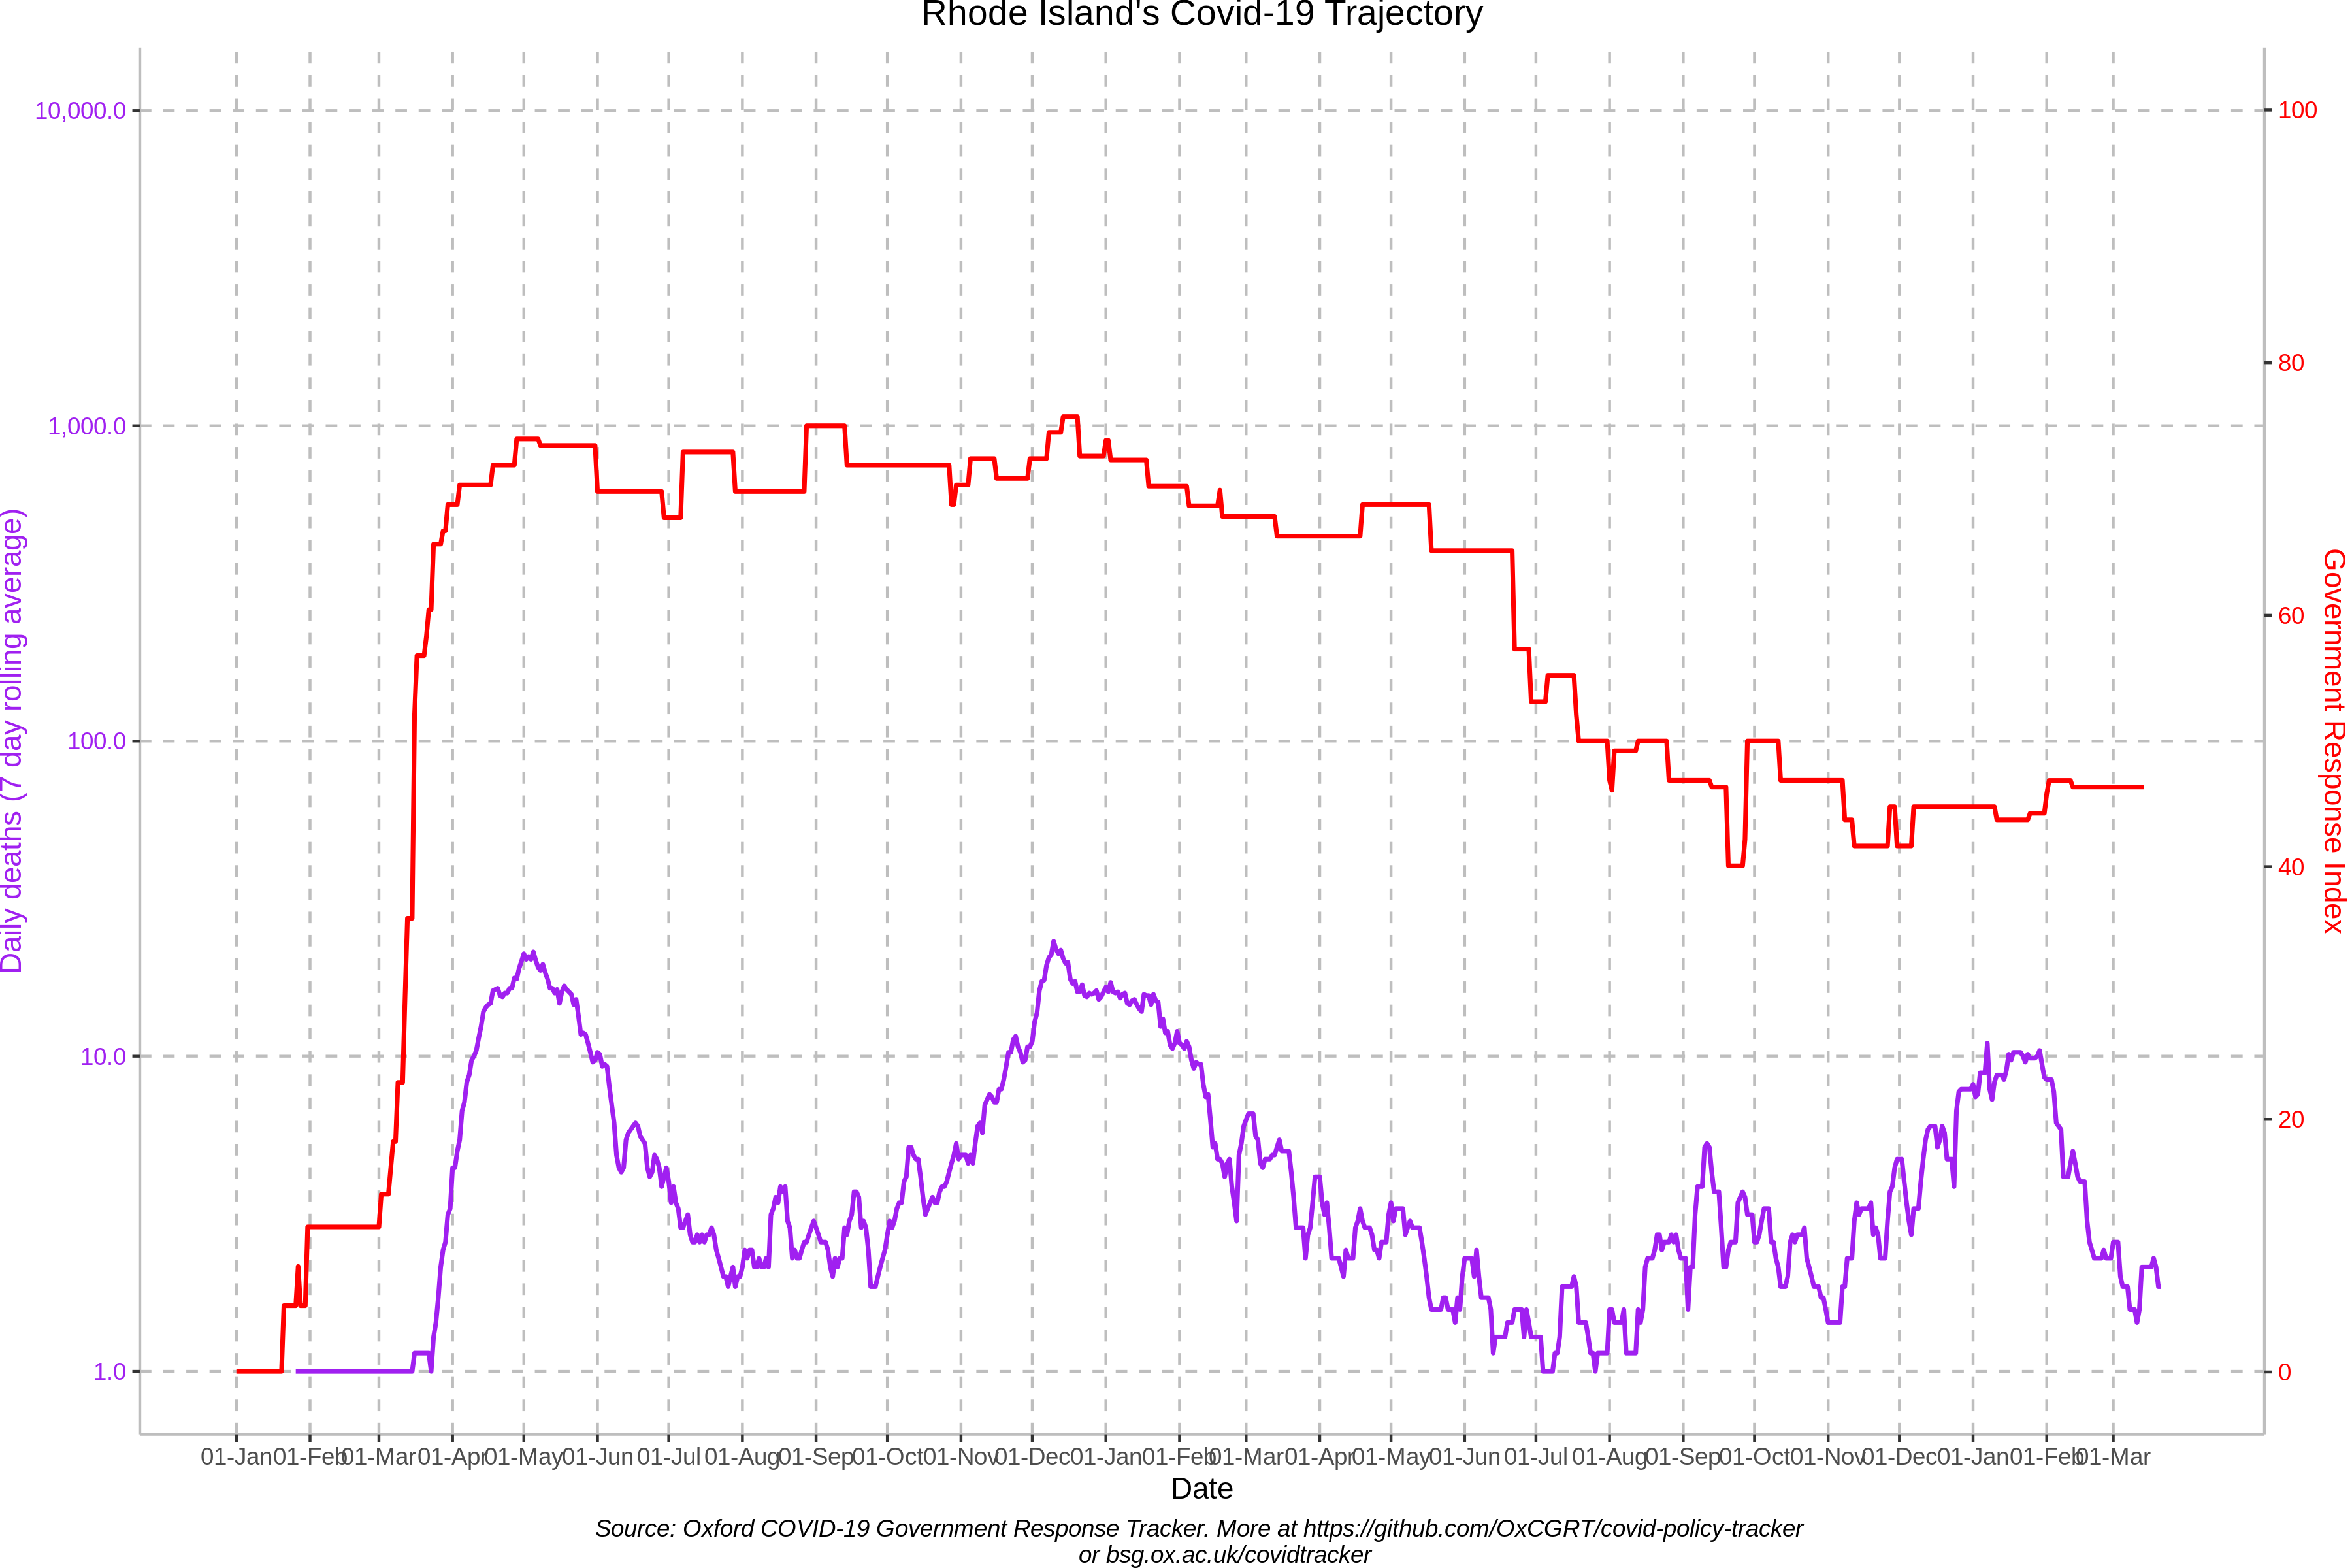 Rhode Island's Covid-19 Trajectory
10,000.0
1,000.0
100.0
10.0
1.0
Daily deaths (7 day rolling average)
100
80
60
40
20
0
Government Response Index
01-Jan 01-Feb 01-Mar 01-Apr 01-May 01-Jun 01-Jul 01-Aug 01-Sep 01-Oct 01-Nov 01-Dec 01-Jan 01-Feb 01-Mar 01-Apr 01-May 01-Jun 01-Jul 01-Aug 01-Sep 01-Oct 01-Nov 01-Dec 01-Jan 01-Feb 01-Mar
Date
Source: Oxford COVID-19 Government Response Tracker. More at https://github.com/OxCGRT/covid-policy-tracker
or bsg.ox.ac.uk/covidtracker